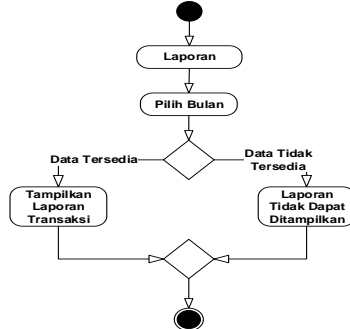 Laporan
Pilih Bulan
Data Tersedia
Data Tidak
Tersedia
Tampilkan
Laporan
Transaksi
Laporan
Tidak Dapat
Ditampilkan